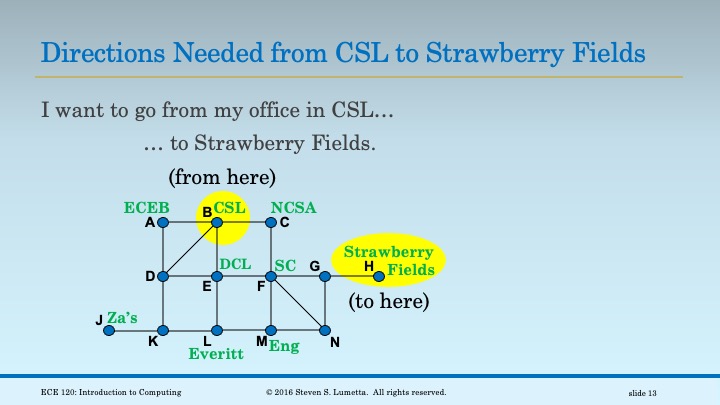 Directions Needed from CSL to Strawberry Fields
I want to go from my office in CSL…
… to Strawberry Fields.
(from here)
ECEB B CSL NCSA
A C
Strawberry
DCL SC G H Fields
D E F
(to here)
J Za's
K L M Eng N
Everitt
ECE 120: Introduction to Computing © 2016 Steven S. Lumetta. All rights reserved. slide 13